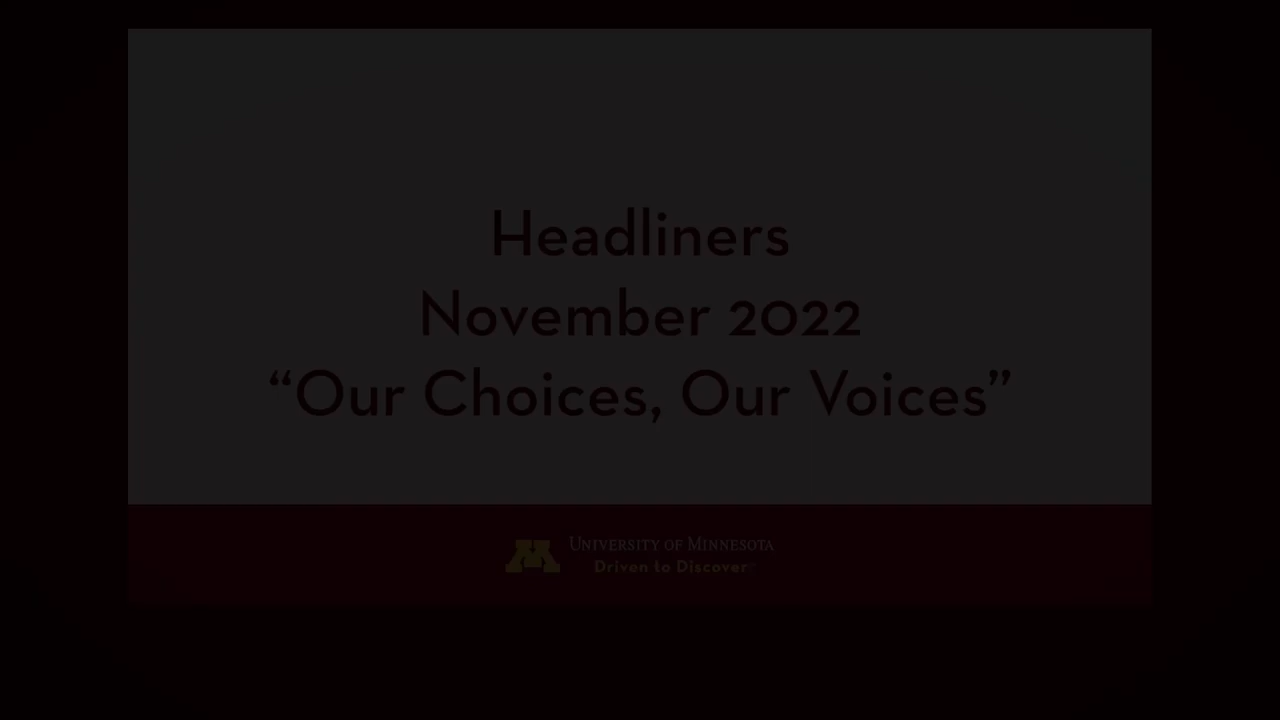 Headliners
November 2022
“Our Choices, Our Voices”
University of Minnesota
Driven to Discover